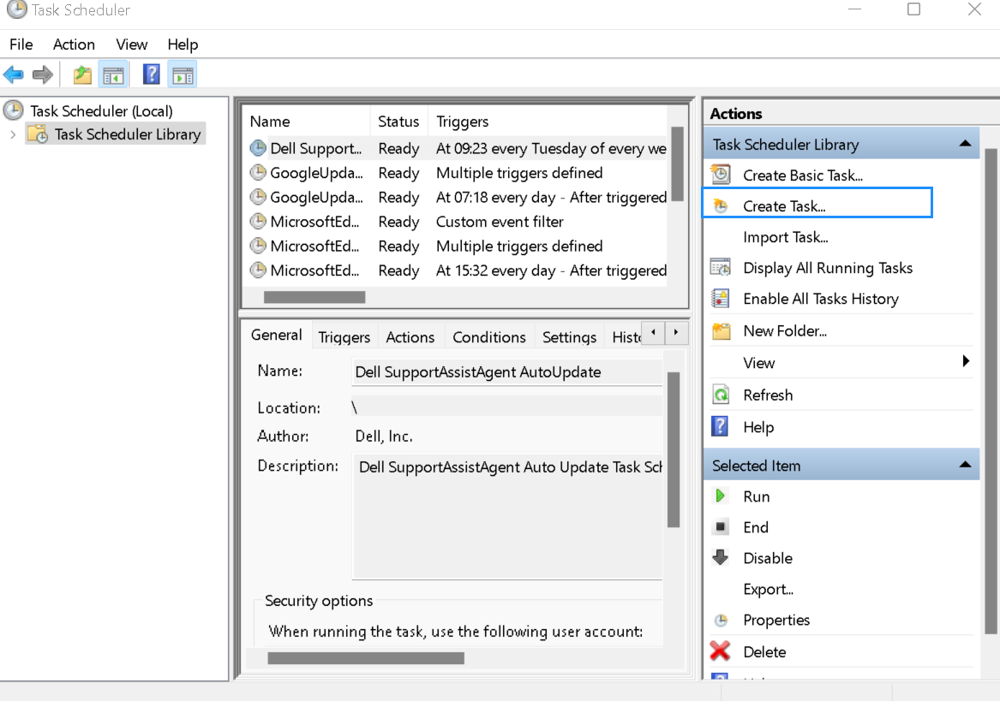 Task Scheduler
File Action View Help
Task Scheduler (Local)
Task Scheduler Library
Name Status Triggers
Dell Support... Ready At 09:23 every Tuesday of every we
GoogleUpda... Ready Multiple triggers defined
GoogleUpda... Ready At 07:18 every day - After triggered
MicrosoftEd... Ready Custom event filter
MicrosoftEd... Ready Multiple triggers defined
MicrosoftEd... Ready At 15:32 every day - After triggered
General Triggers Actions Conditions Settings Histo
Name: Dell SupportAssistAgent AutoUpdate
Location: \
Author: Dell, Inc.
Description: Dell SupportAssistAgent Auto Update Task Sch
Security options
When running the task, use the following user account:
Actions
Task Scheduler Library
Create Basic Task...
Create Task...
Import Task...
Display All Running Tasks
Enable All Tasks History
New Folder...
View
Refresh
Help
Selected Item
Run
End
Disable
Export...
Properties
Delete